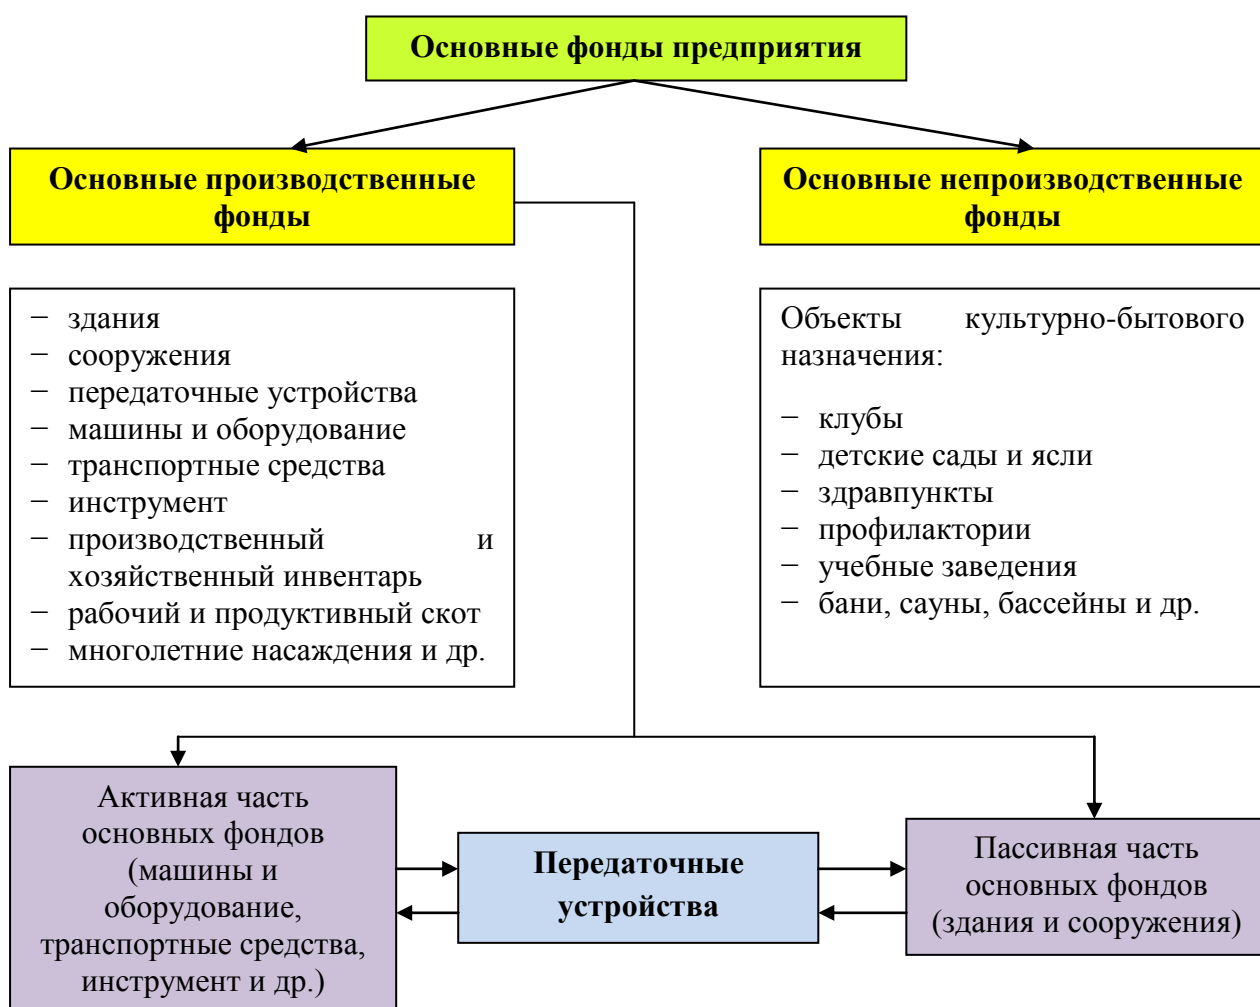 Основные фонды предприятия
Основные производственные
фонды
Основные непроизводственные
фонды
− здания
− сооружения
− передаточные устройства
− машины и оборудование
− транспортные средства
− инструмент
− производственный и
хозяйственный инвентарь
− рабочий и продуктивный скот
− многолетние насаждения и др.
Объекты культурно-бытового
назначения:
− клубы
− детские сады и ясли
− здравпункты
− профилактории
− учебные заведения
− бани, сауны, бассейны и др.
Активная часть
основных фондов
(машины и
оборудование,
транспортные средства,
инструмент и др.)
Передаточные
устройства
Пассивная часть
основных фондов
(здания и сооружения)